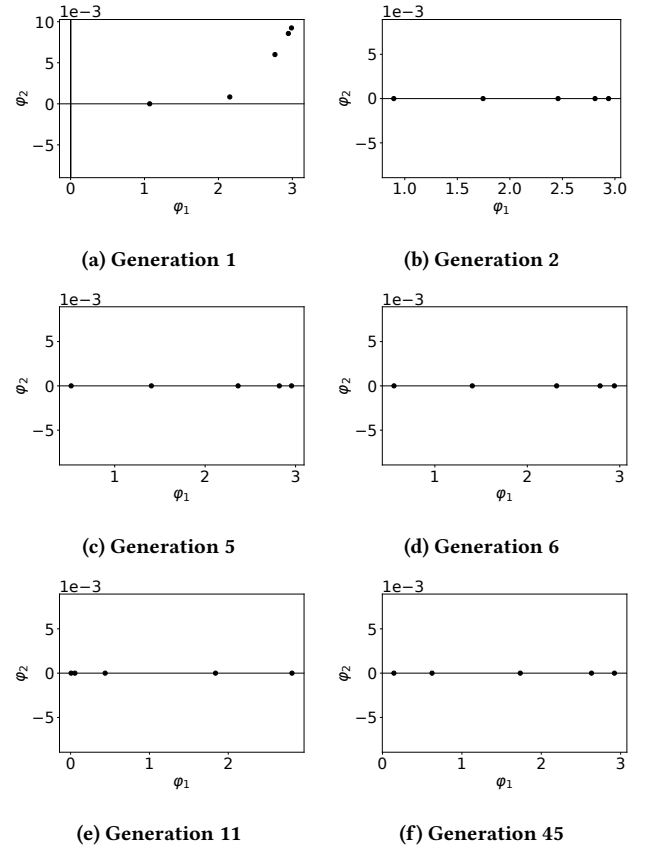 1e−3
10
5
0
−5
φ₂
0 1 2 3
φ₁
(a) Generation 1
1e−3
5
0
−5
φ₂
1.0 1.5 2.0 2.5 3.0
φ₁
(b) Generation 2
1e−3
5
0
−5
φ₂
1 2 3
φ₁
(c) Generation 5
1e−3
5
0
−5
φ₂
1 2 3
φ₁
(d) Generation 6
1e−3
5
0
−5
φ₂
0 1 2
φ₁
(e) Generation 11
1e−3
5
0
−5
φ₂
0 1 2 3
φ₁
(f) Generation 45